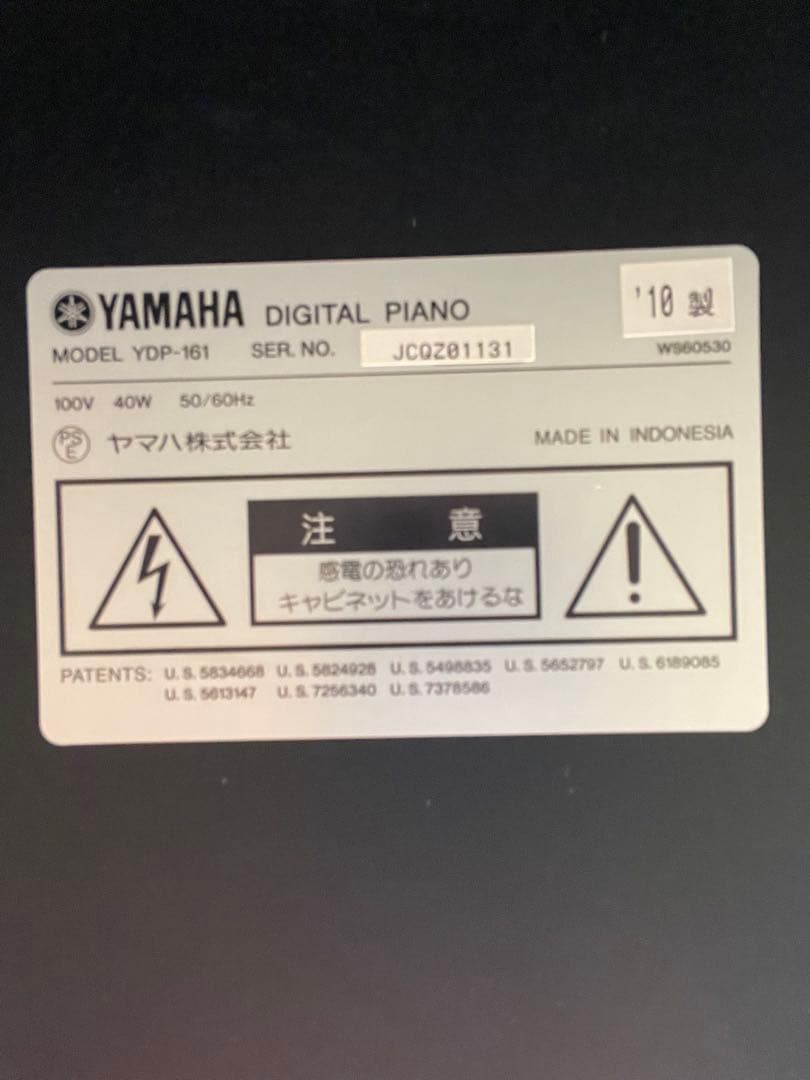 YAMAHA DIGITAL PIANO '10 製
MODEL YDP-161 SER. NO. JCQZ01131 WS60530
100V 40W 50/60Hz
PSE ヤマハ株式会社 MADE IN INDONESIA
注意
感電の恐れあり
キャビネットをあけるな
PATENTS: U.S. 5834668 U.S. 5824928 U.S. 5498835 U.S. 5652797 U.S. 6189085
U.S. 5613147 U.S. 7256340 U.S. 7378586